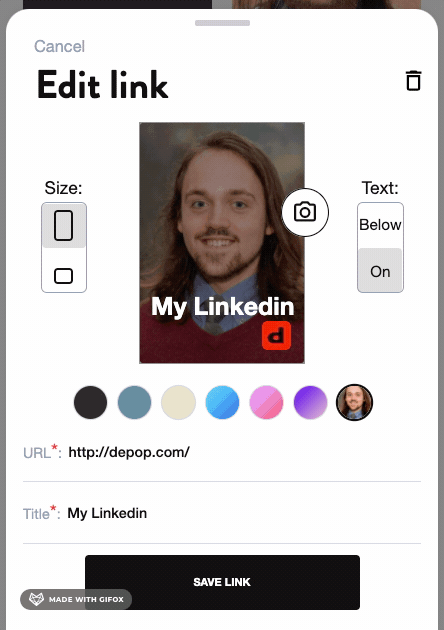 Cancel
Edit link
Size:
Text:
Below
On
My Linkedin
d
URL*: http://depop.com/
Title*: My Linkedin
SAVE LINK
MADE WITH GIFOX